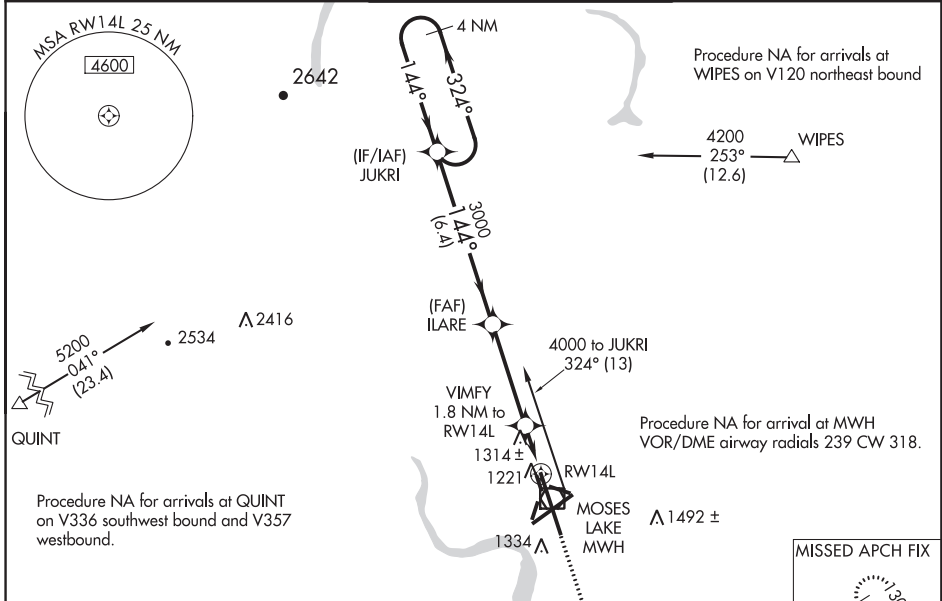 MSA RW14L 25 NM
4600
2642
4 NM
144°
324°
Procedure NA for arrivals at
WIPES on V120 northeast bound
4200
253°
(12.6)
WIPES
(IF/IAF)
JUKRI
3000
144°
(6.4)
(FAF)
ILARE
5200
041°
(23.4)
QUINT
2534
2416
4000 to JUKRI
324° (13)
VIMFY
1.8 NM to
RW14L
1314 ±
1221
RW14L
Procedure NA for arrival at MWH
VOR/DME airway radials 239 CW 318.
Procedure NA for arrivals at QUINT
on V336 southwest bound and V357
westbound.
MOSES
LAKE
MWH
1492 ±
1334
MISSED APCH FIX